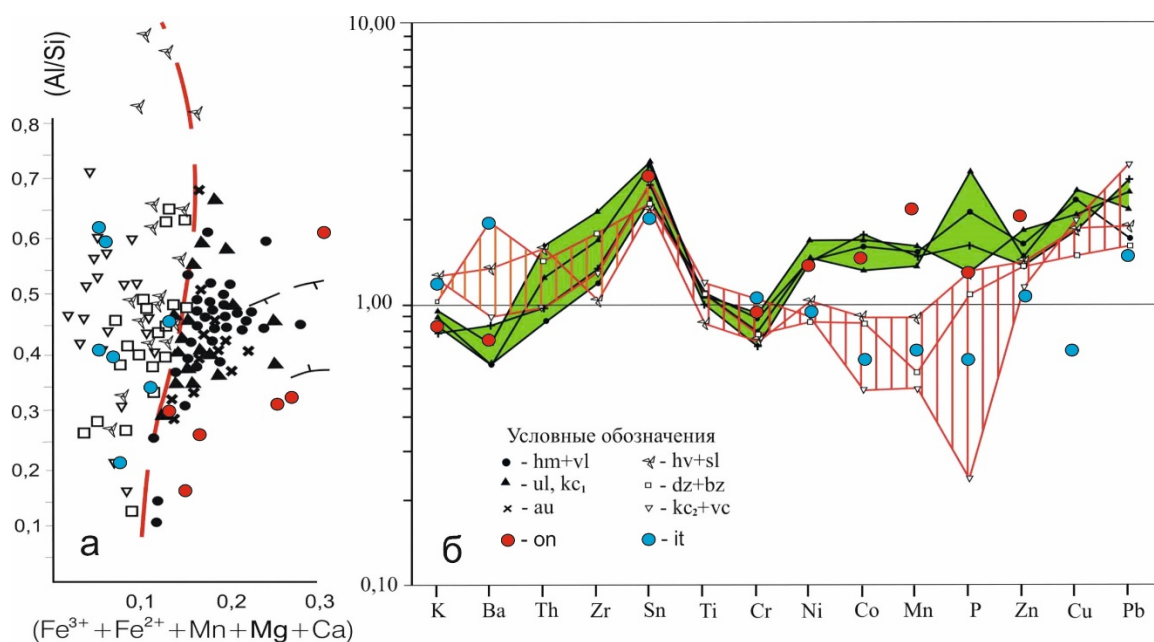 (Al/Si)
0,8
0,7
0,6
0,5
0,4
0,3
0,2
0,1
а
0,1 0,2 0,3
(Fe³⁺+Fe²⁺+Mn+Mg+Ca)
б
10,00
1,00
0,10
Условные обозначения
- hm+vl
- ul, kc₁
- au
- on
- hv+sl
- dz+bz
- kc₂+vc
- it
K Ba Th Zr Sn Ti Cr Ni Co Mn P Zn Cu Pb